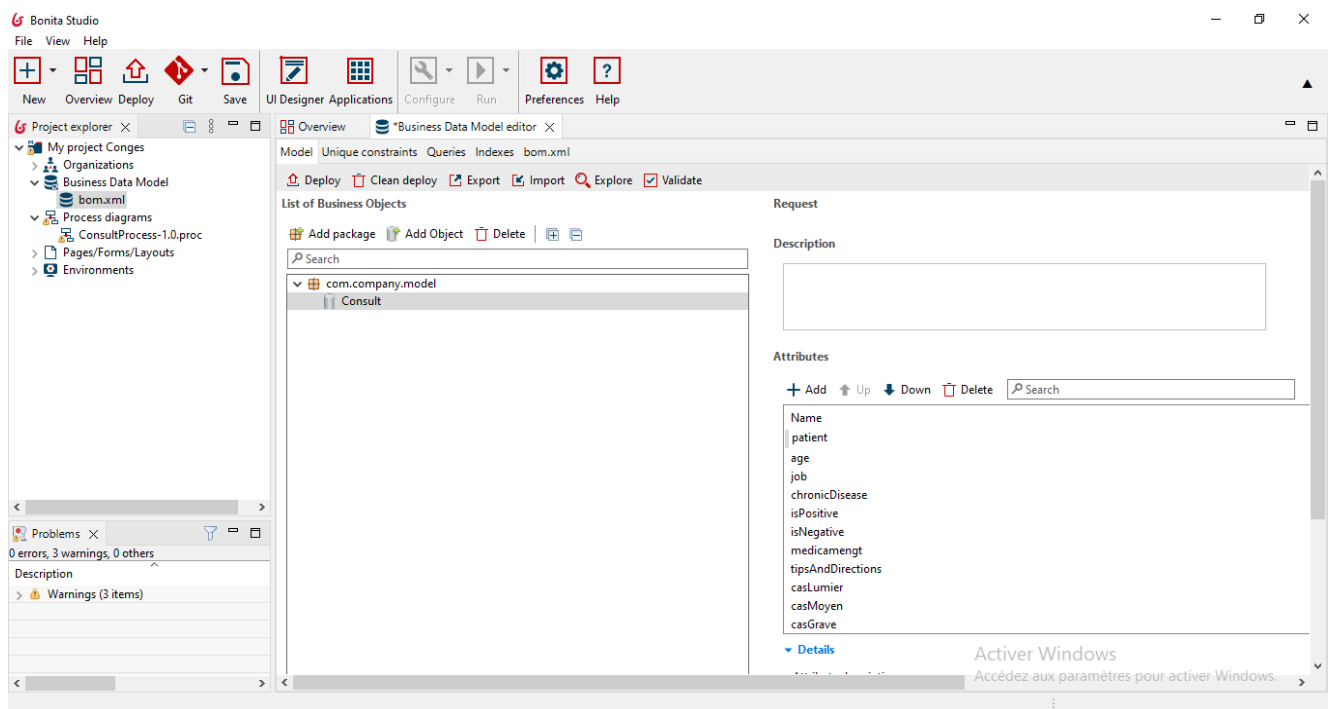 Bonita Studio
File View Help
New Overview Deploy Git Save UI Designer Applications Configure Run Preferences Help
Project explorer
My project Conges
Organizations
Business Data Model
bom.xml
Process diagrams
ConsultProcess-1.0.proc
Pages/Forms/Layouts
Environments
Problems
0 errors, 3 warnings, 0 others
Description
Warnings (3 items)
Overview *Business Data Model editor
Model Unique constraints Queries Indexes bom.xml
Deploy Clean deploy Export Import Explore Validate
List of Business Objects
Add package Add Object Delete
Search
com.company.model
Consult
Request
Description
Attributes
Add Up Down Delete Search
Name
patient
age
job
chronicDisease
isPositive
isNegative
medicamengt
tipsAndDirections
casLumier
casMoyen
casGrave
Details
Activer Windows
Accédez aux paramètres pour activer Windows.